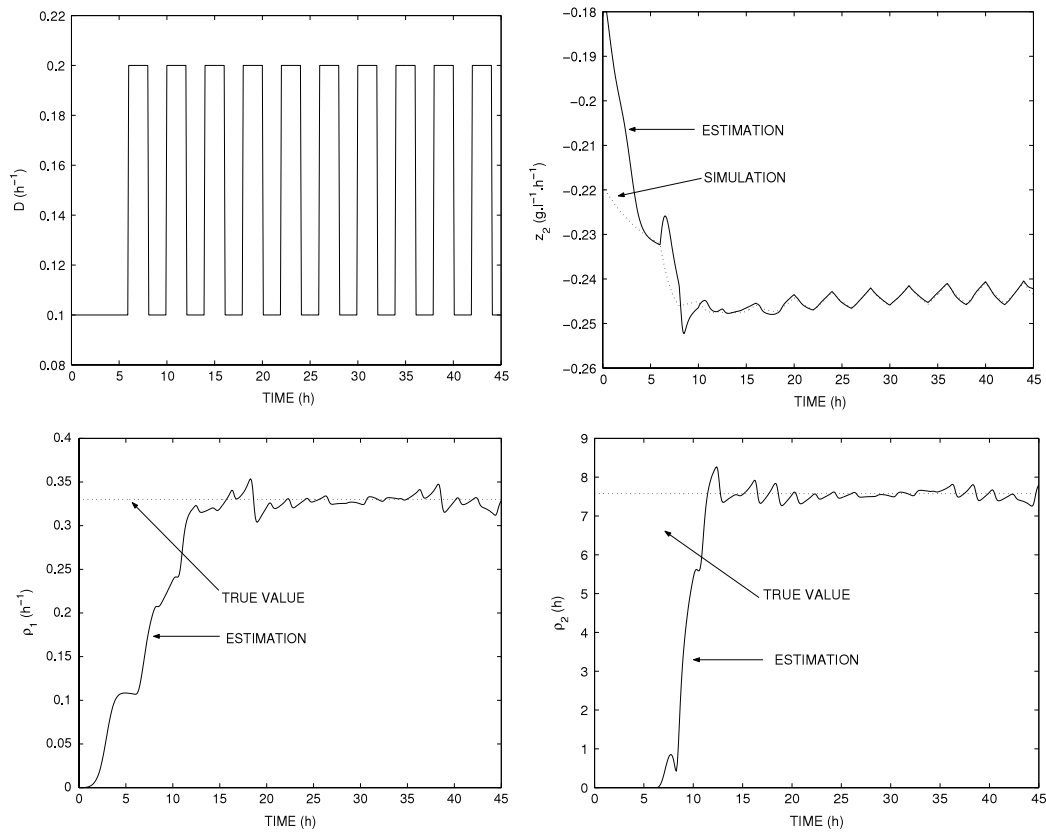 0.22
0.2
0.18
0.16
0.14
0.12
0.1
0.08
D (h⁻¹)
0 5 10 15 20 25 30 35 40 45
TIME (h)
−0.18
−0.19
−0.2
−0.21
−0.22
−0.23
−0.24
−0.25
−0.26
z₂ (g.l⁻¹.h⁻¹)
ESTIMATION
SIMULATION
0 5 10 15 20 25 30 35 40 45
TIME (h)
0.4
0.35
0.3
0.25
0.2
0.15
0.1
0.05
0
ρ₁ (h⁻¹)
TRUE VALUE
ESTIMATION
0 5 10 15 20 25 30 35 40 45
TIME (h)
9
8
7
6
5
4
3
2
1
0
ρ₂ (h)
TRUE VALUE
ESTIMATION
0 5 10 15 20 25 30 35 40 45
TIME (h)